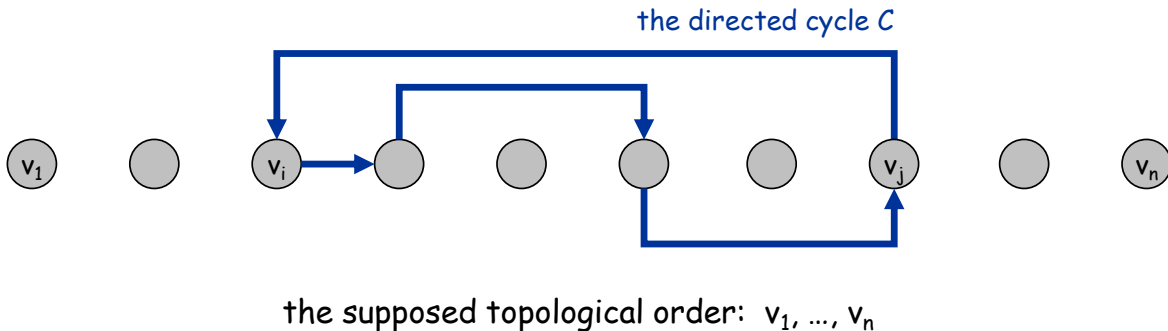 the directed cycle C
v₁ vᵢ vⱼ vₙ
the supposed topological order: v₁, …, vₙ